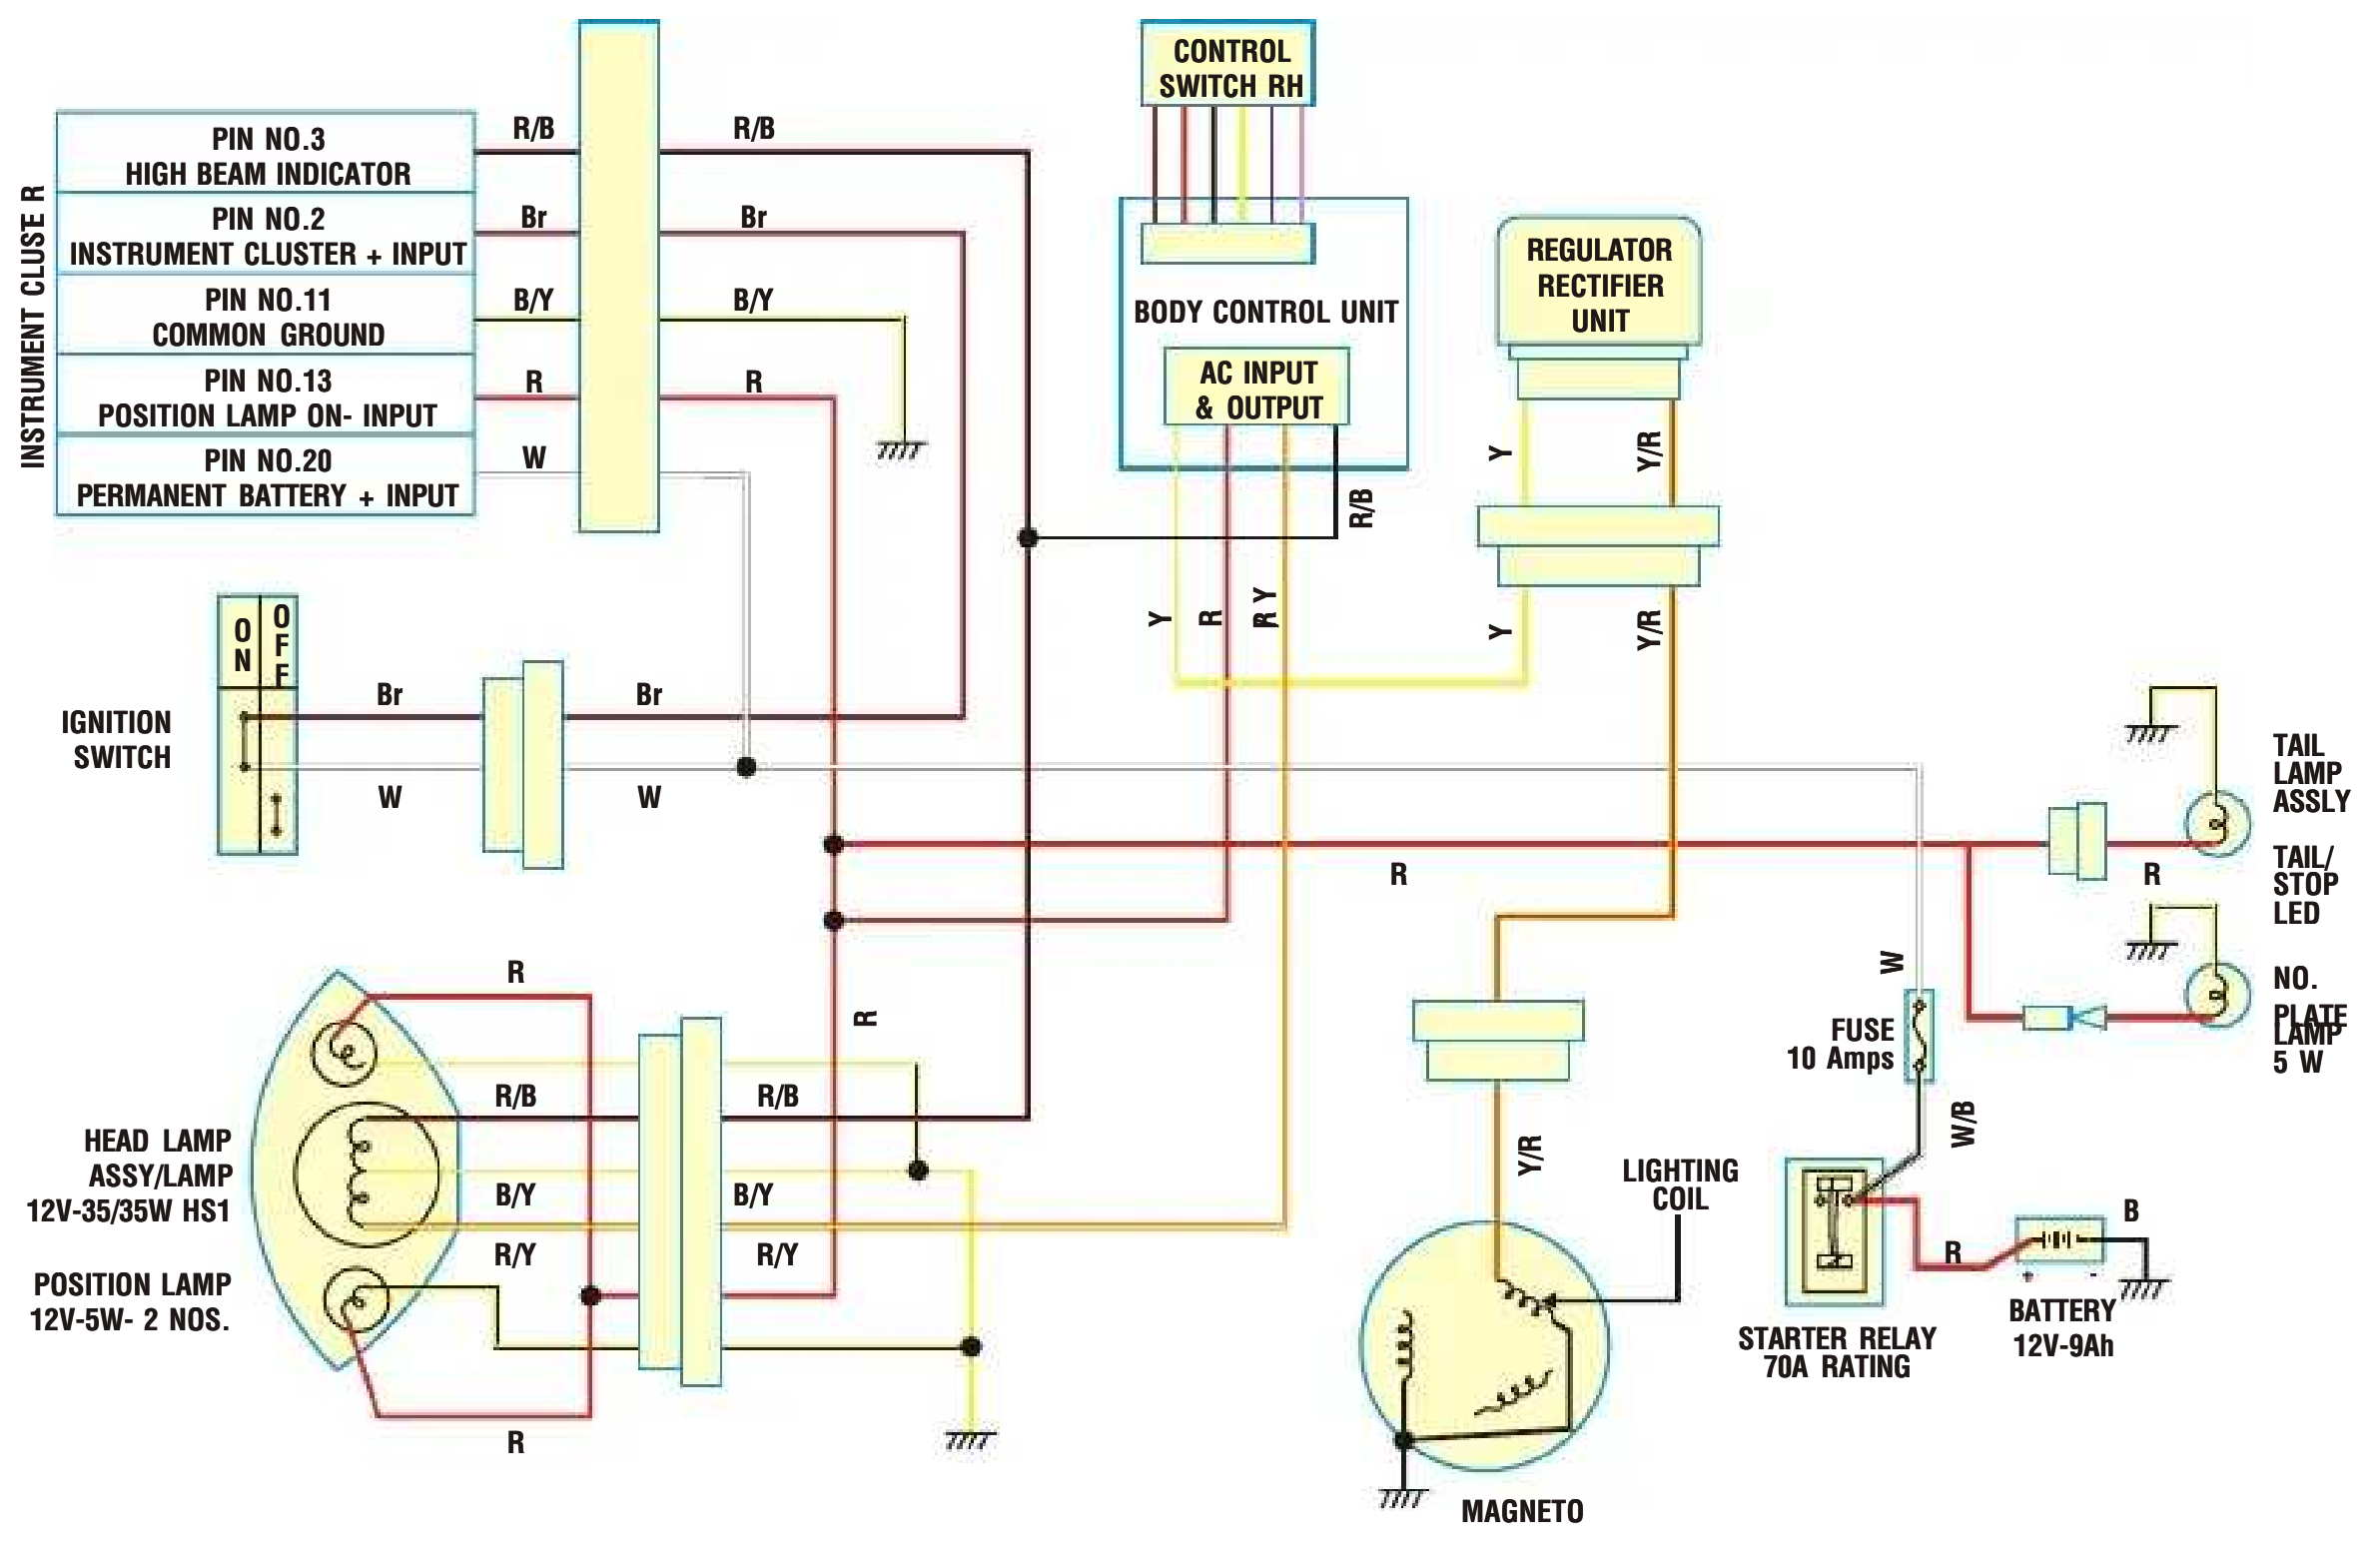 CONTROL
SWITCH RH
INSTRUMENT CLUSTE R
PIN NO.3
HIGH BEAM INDICATOR
R/B
R/B
PIN NO.2
INSTRUMENT CLUSTER + INPUT
Br
Br
PIN NO.11
COMMON GROUND
B/Y
B/Y
PIN NO.13
POSITION LAMP ON- INPUT
R
R
PIN NO.20
PERMANENT BATTERY + INPUT
W
BODY CONTROL UNIT
AC INPUT
& OUTPUT
REGULATOR
RECTIFIER
UNIT
Y
Y/R
R/B
Y
R
R Y
Y
Y/R
ON
OFF
IGNITION
SWITCH
Br
Br
W
W
TAIL
LAMP
ASSLY
R
R
TAIL/
STOP
LED
NO.
PLATE
LAMP
5 W
W
FUSE
10 Amps
W/B
R
R
R/B
R/B
HEAD LAMP
ASSY/LAMP
12V-35/35W HS1
B/Y
B/Y
R/Y
R/Y
POSITION LAMP
12V-5W- 2 NOS.
R
Y/R
LIGHTING
COIL
MAGNETO
STARTER RELAY
70A RATING
R
B
+ -
BATTERY
12V-9Ah